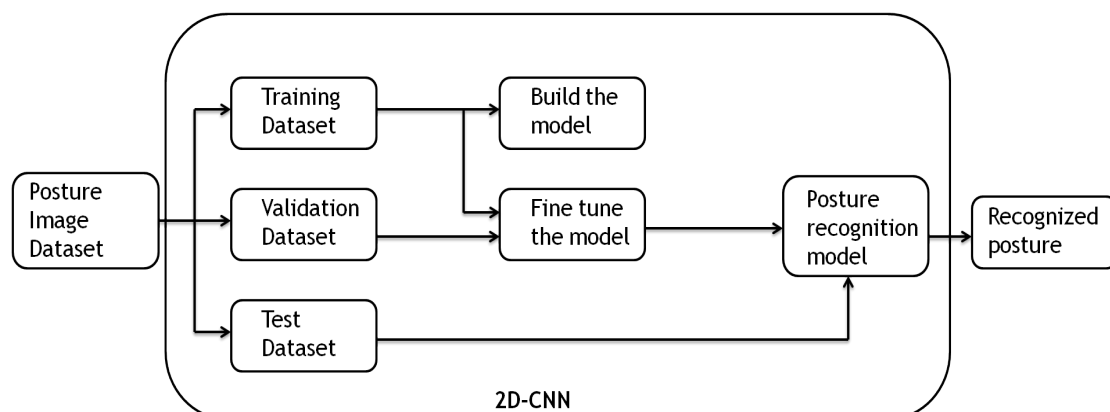 Posture
Image
Dataset
Training
Dataset
Validation
Dataset
Test
Dataset
Build the
model
Fine tune
the model
Posture
recognition
model
Recognized
posture
2D-CNN